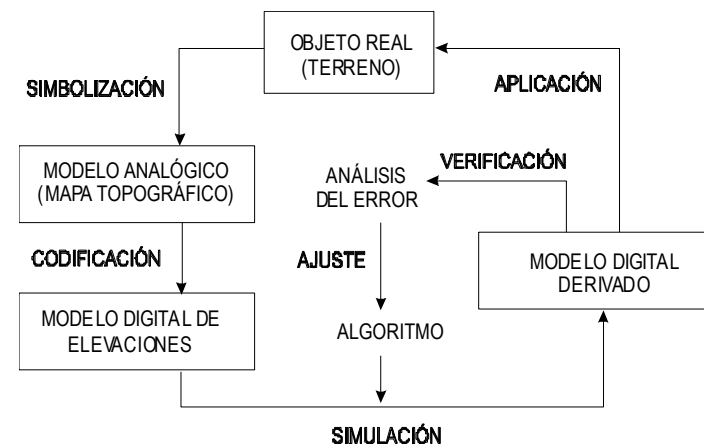 OBJETO REAL
(TERRENO)
SIMBOLIZACIÓN
APLICACIÓN
MODELO ANALÓGICO
(MAPA TOPOGRÁFICO)
ANÁLISIS
DEL ERROR
VERIFICACIÓN
CODIFICACIÓN
AJUSTE
MODELO DIGITAL
DERIVADO
MODELO DIGITAL DE
ELEVACIONES
ALGORITMO
SIMULACIÓN